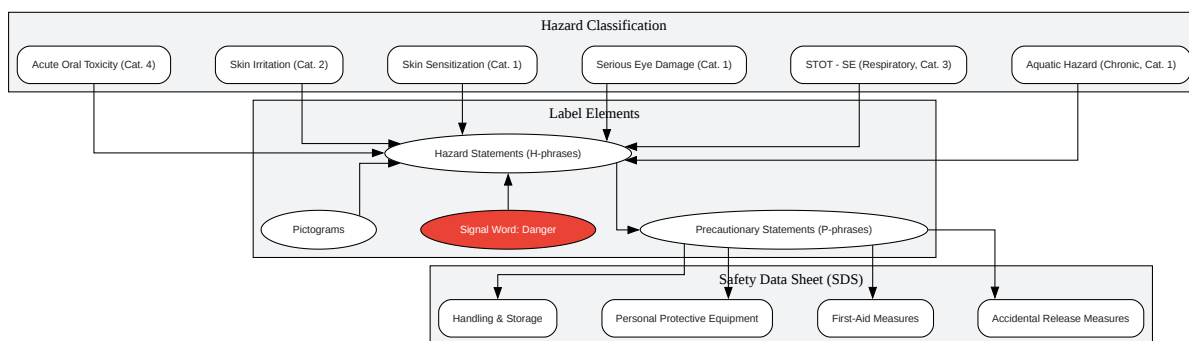 Hazard Classification
Acute Oral Toxicity (Cat. 4)
Skin Irritation (Cat. 2)
Skin Sensitization (Cat. 1)
Serious Eye Damage (Cat. 1)
STOT - SE (Respiratory, Cat. 3)
Aquatic Hazard (Chronic, Cat. 1)
Label Elements
Hazard Statements (H-phrases)
Pictograms
Signal Word: Danger
Precautionary Statements (P-phrases)
Safety Data Sheet (SDS)
Handling & Storage
Personal Protective Equipment
First-Aid Measures
Accidental Release Measures